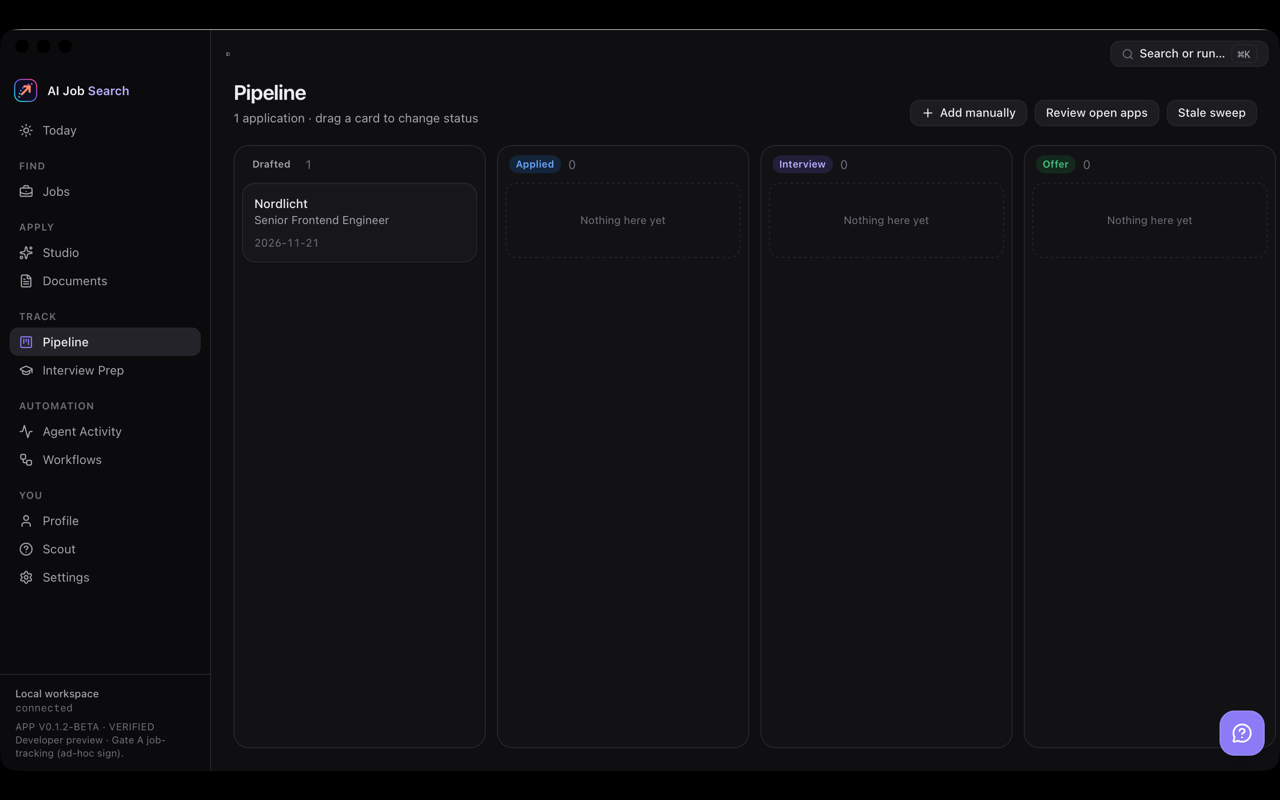 Search or run... ⌘K
AI Job Search
Today
FIND
Jobs
APPLY
Studio
Documents
TRACK
Pipeline
Interview Prep
AUTOMATION
Agent Activity
Workflows
YOU
Profile
Scout
Settings
Local workspace
connected
APP V0.1.2-BETA · VERIFIED
Developer preview · Gate A job-
tracking (ad-hoc sign).
Pipeline
1 application · drag a card to change status
Add manually
Review open apps
Stale sweep
Drafted 1
Nordlicht
Senior Frontend Engineer
2026-11-21
Applied 0
Nothing here yet
Interview 0
Nothing here yet
Offer 0
Nothing here yet